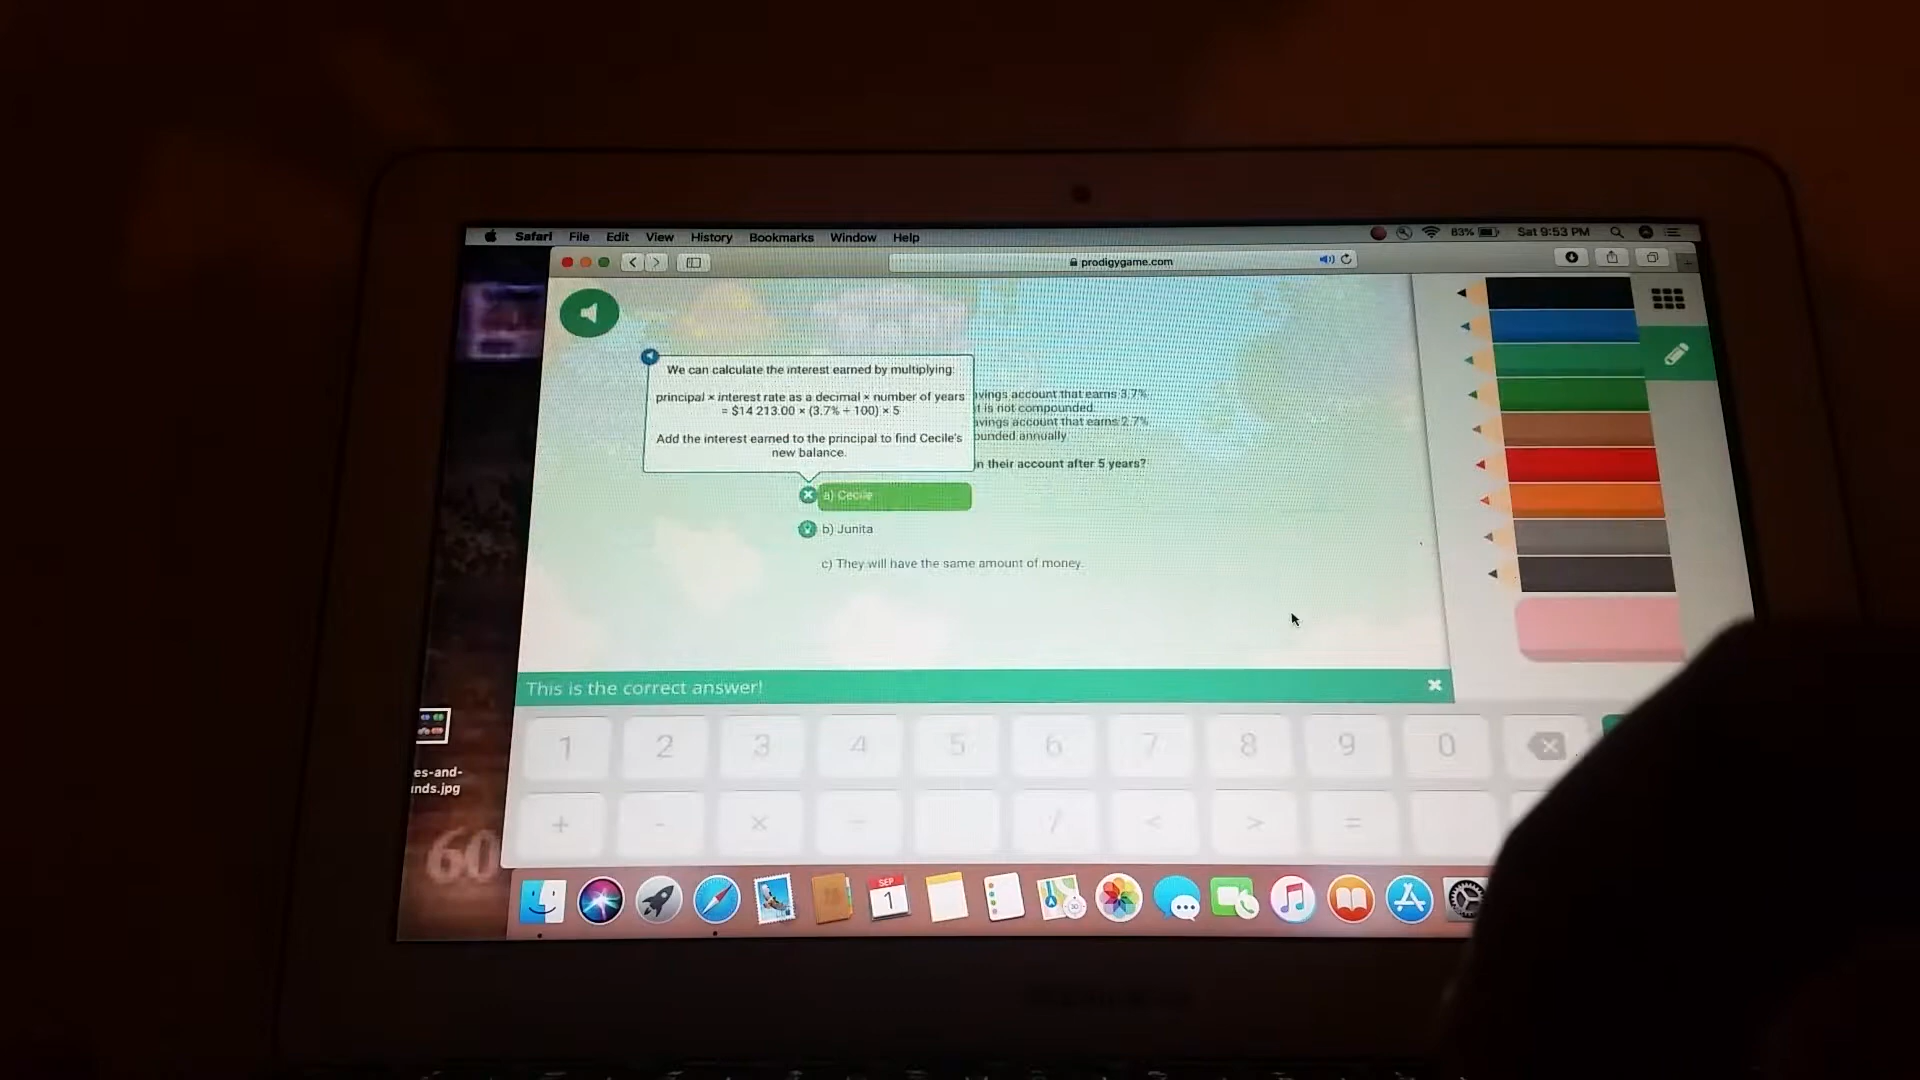 Safari File Edit View History Bookmarks Window Help
83% Sat 9:53 PM
prodigygame.com
We can calculate the interest earned by multiplying:
principal × interest rate as a decimal × number of years
= $14 213.00 × (3.7% ÷ 100) × 5
Add the interest earned to the principal to find Cecile's
new balance.
account that earns 3.7%
is not compounded.
account that earns 2.7%
annually
in their account after 5 years?
a) Cecile
b) Junita
c) They will have the same amount of money.
This is the correct answer!
1 2 3 4 5 6 7 8 9 0
+ - × ÷ / < > =
es-and-
nds.jpg
60
SEP
1